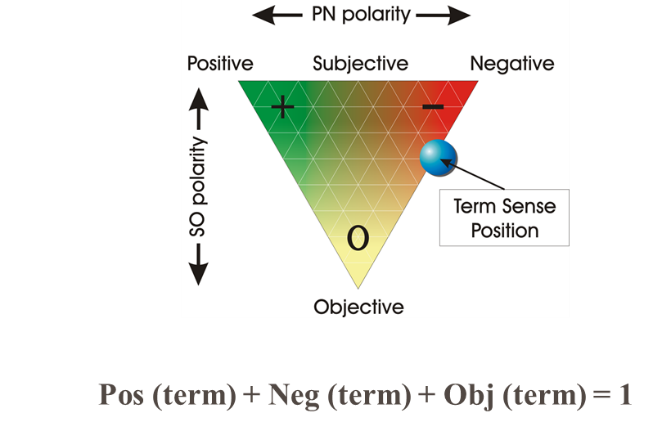 PN polarity
Positive Subjective Negative
+ –
SO polarity
Term Sense
Position
O
Objective
Pos (term) + Neg (term) + Obj (term) = 1